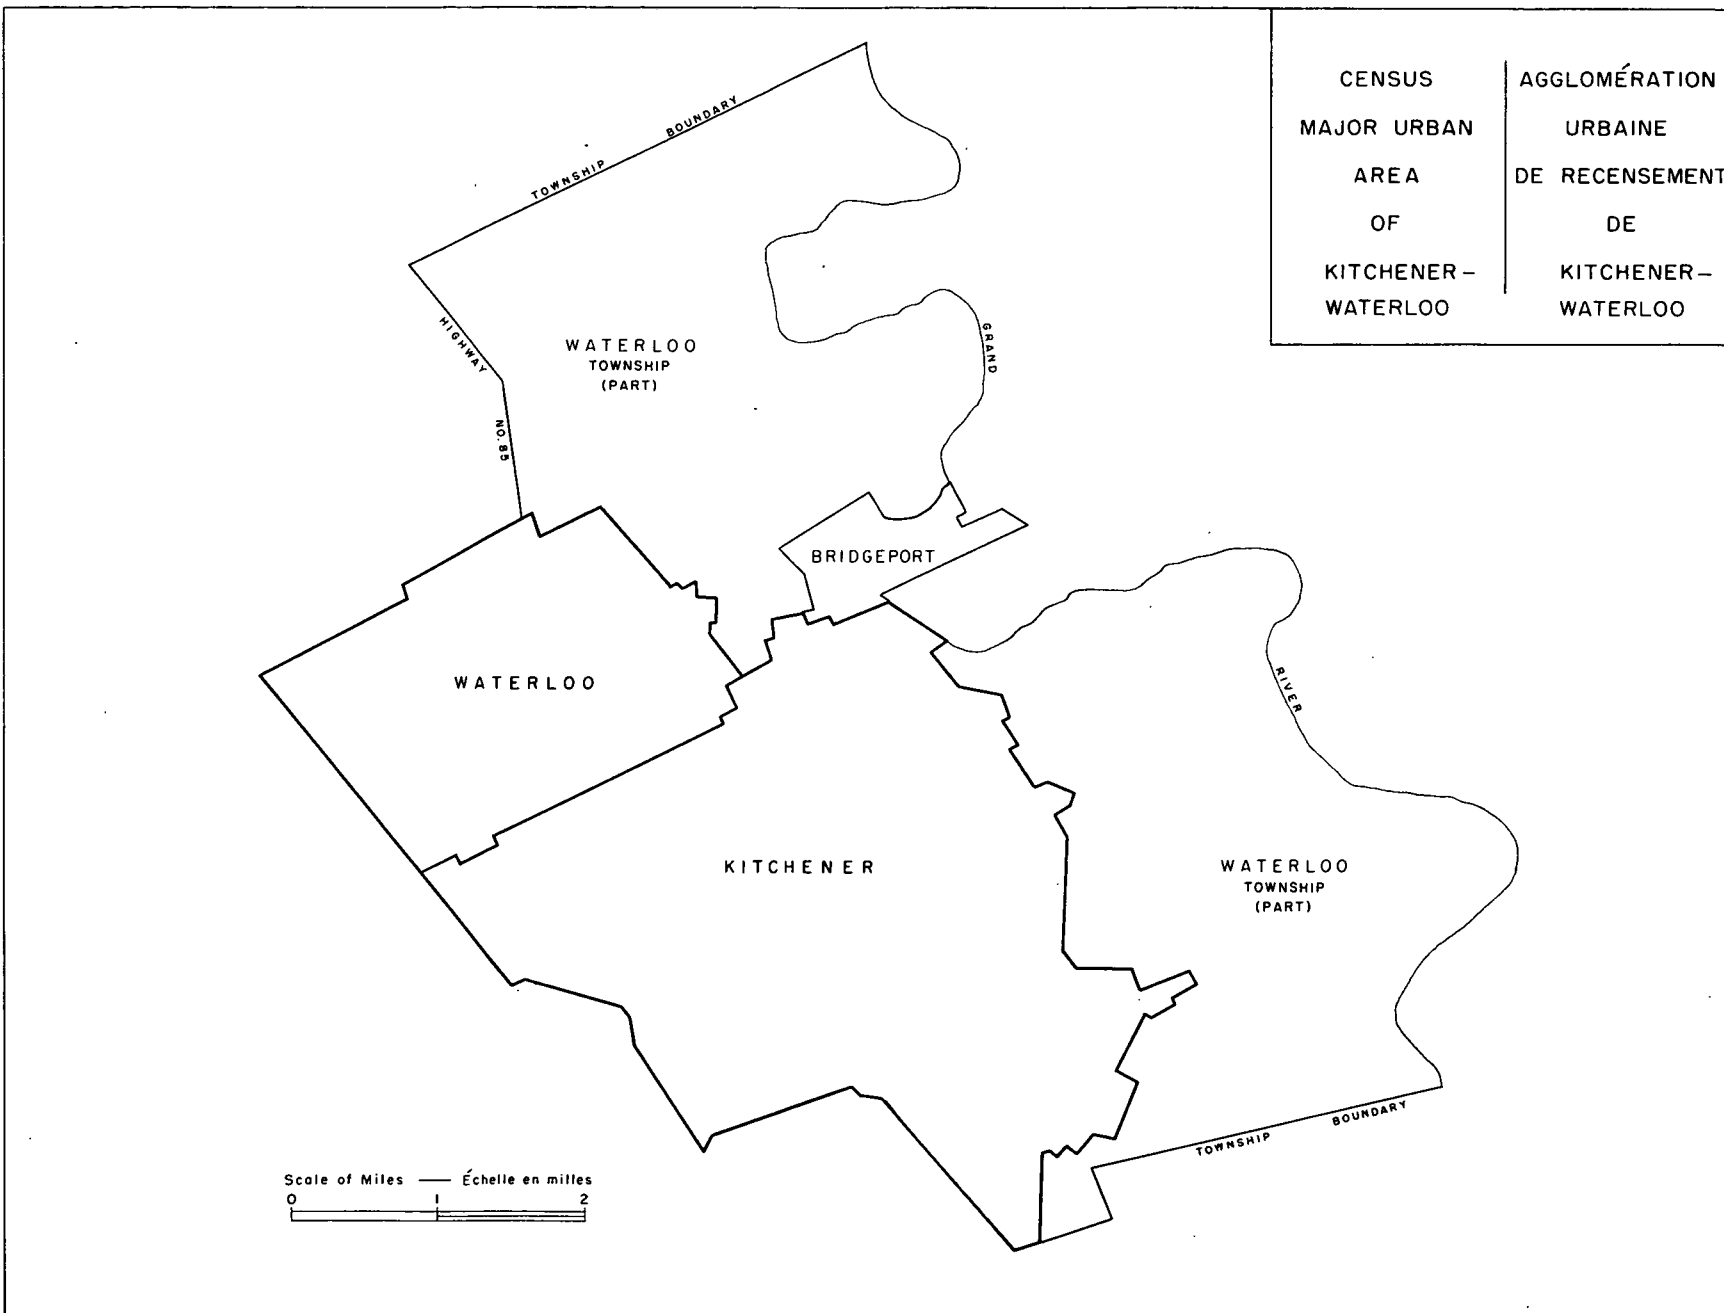 CENSUS
MAJOR URBAN
AREA
OF
KITCHENER-
WATERLOO
AGGLOMÉRATION
URBAINE
DE RECENSEMENT
DE
KITCHENER-
WATERLOO
TOWNSHIP BOUNDARY
HIGHWAY NO. 85
WATERLOO
TOWNSHIP
(PART)
GRAND
BRIDGEPORT
WATERLOO
RIVER
KITCHENER
WATERLOO
TOWNSHIP
(PART)
TOWNSHIP BOUNDARY
Scale of Miles — Échelle en milles
0 1 2